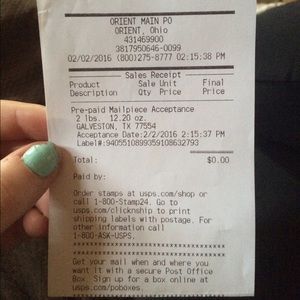 ORIENT MAIN PO
ORIENT, Ohio
431469900
3817950646-0099
02/02/2016 (800)275-8777 02:15:38 PM
Sales Receipt
Product Sale Unit Final
Description Qty Price Price
Pre-paid Mailpiece Acceptance
2 lbs. 12.20 oz.
GALVESTON, TX 77554
Acceptance Date:2/2/2016 2:15:37 PM
Label#:9405510899359108632793
Total: $0.00
Paid by:
Order stamps at usps.com/shop or
call 1-800-Stamp24. Go to
usps.com/clicknship to print
shipping labels with postage. For
other information call
1-800-ASK-USPS.
Get your mail when and where you
want it with a secure Post Office
Box. Sign up for a box online at
usps.com/poboxes.